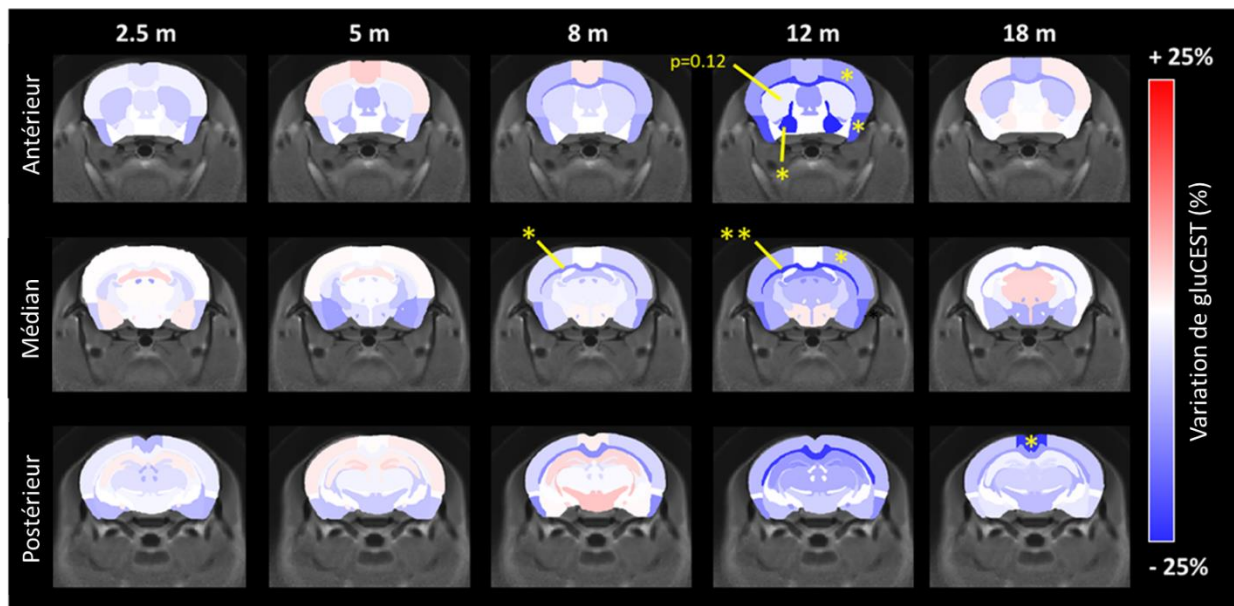 2.5 m 5 m 8 m 12 m 18 m
+ 25%
Antérieur
p=0.12
*
*
*
Médian
*
**
*
Postérieur
*
Variation de gluCEST (%)
- 25%